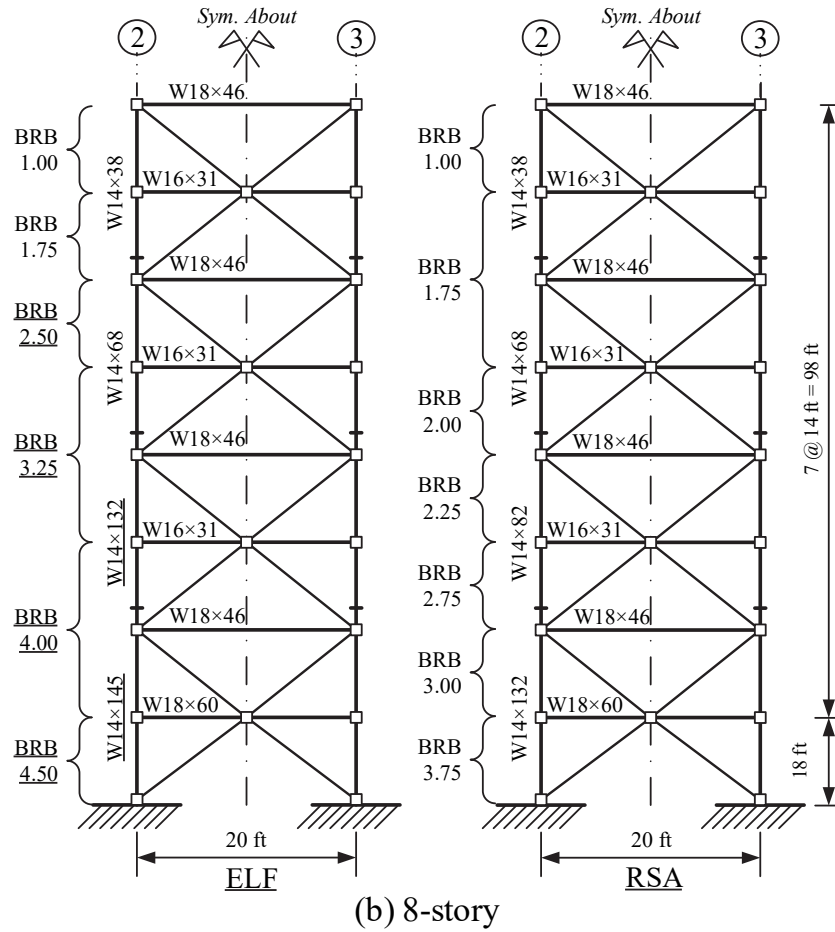 Sym. About
2
3
W18×46
BRB
1.00
W14×38
W16×31
BRB
1.75
W18×46
BRB
2.50
W14×68
W16×31
BRB
3.25
W18×46
W14×132
W16×31
BRB
4.00
W18×46
W14×145
W18×60
BRB
4.50
20 ft
ELF
Sym. About
2
3
W18×46
BRB
1.00
W14×38
W16×31
BRB
1.75
W18×46
W14×68
W16×31
BRB
2.00
W18×46
BRB
2.25
W14×82
W16×31
BRB
2.75
W18×46
BRB
3.00
W14×132
W18×60
BRB
3.75
7 @ 14 ft = 98 ft
18 ft
20 ft
RSA
(b) 8-story